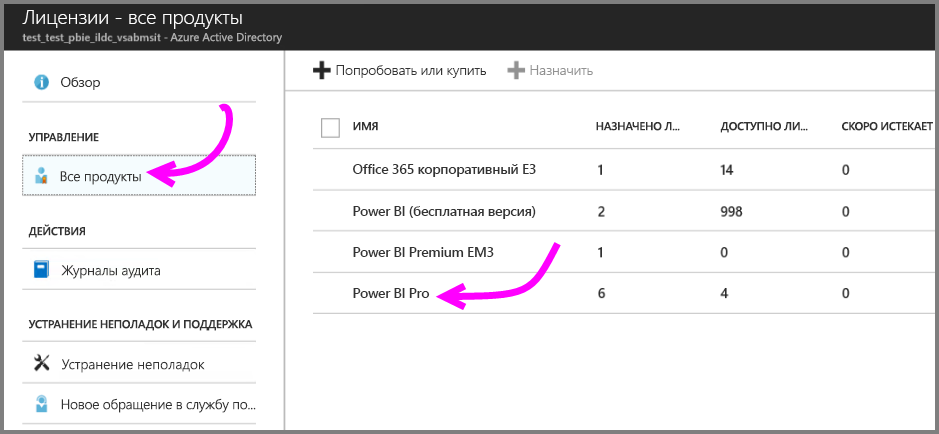 Лицензии - все продукты
test_test_pbie_ildc_vsabmsit - Azure Active Directory
Обзор
УПРАВЛЕНИЕ
Все продукты
ДЕЙСТВИЯ
Журналы аудита
УСТРАНЕНИЕ НЕПОЛАДОК И ПОДДЕРЖКА
Устранение неполадок
Новое обращение в службу по...
Попробовать или купить Назначить
ИМЯ НАЗНАЧЕНО Л... ДОСТУПНО ЛИ... СКОРО ИСТЕКАЕТ
Office 365 корпоративный E3 1 14 0
Power BI (бесплатная версия) 2 998 0
Power BI Premium EM3 1 0 0
Power BI Pro 6 4 0